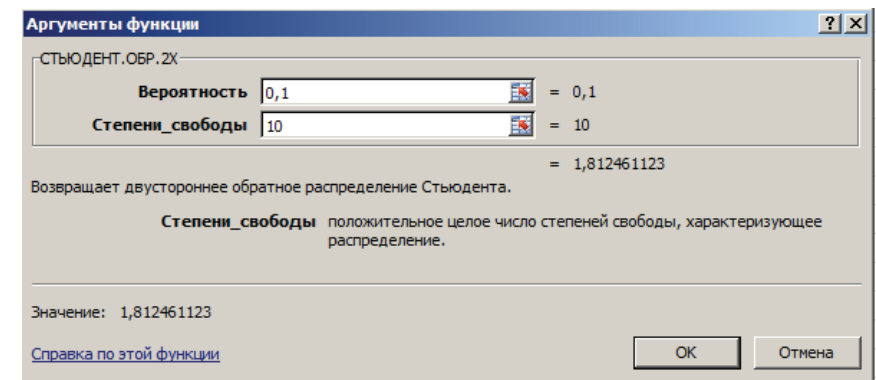 Аргументы функции
СТЬЮДЕНТ.ОБР.2Х
Вероятность 0,1 = 0,1
Степени_свободы 10 = 10
= 1,812461123
Возвращает двустороннее обратное распределение Стьюдента.
Степени_свободы положительное целое число степеней свободы, характеризующее
распределение.
Значение: 1,812461123
Справка по этой функции OK Отмена